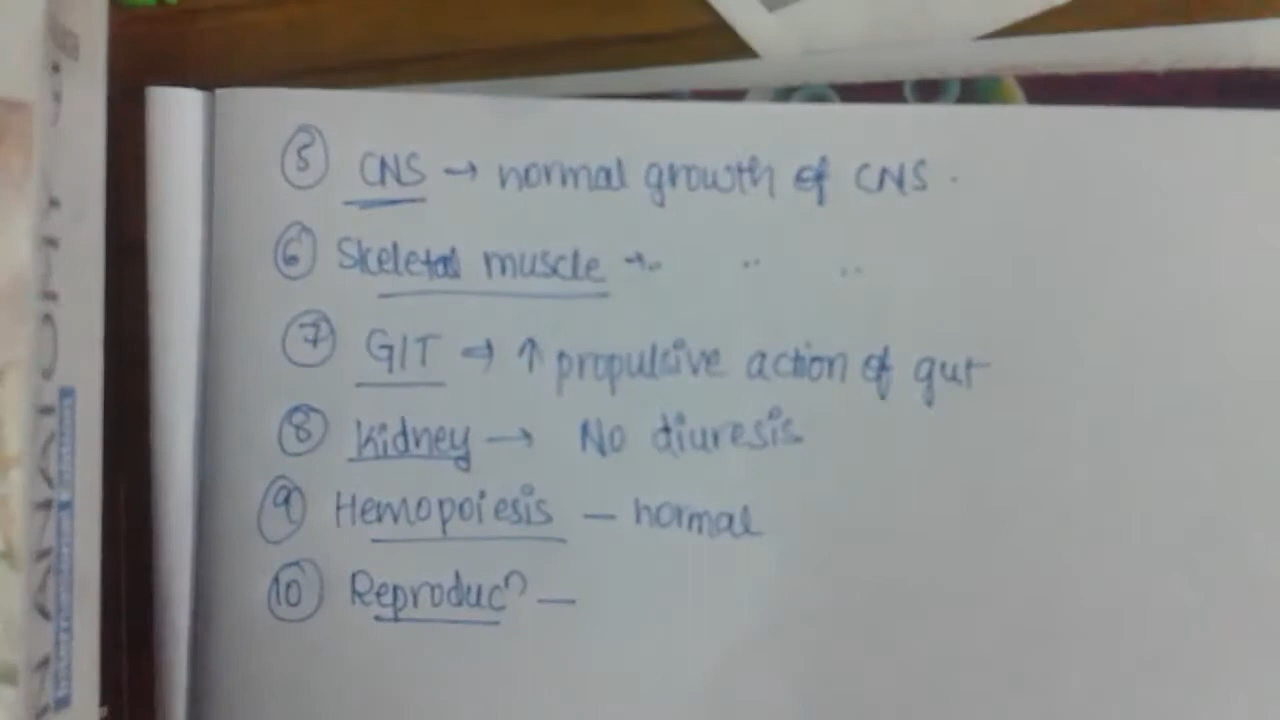 ⑤ CNS → normal growth of CNS.
⑥ Skeletal muscle → .. .. ..
⑦ GIT → ↑ propulsive action of gut
⑧ Kidney → No diuresis
⑨ Hemopoiesis — normal
⑩ Reproducⁿ —